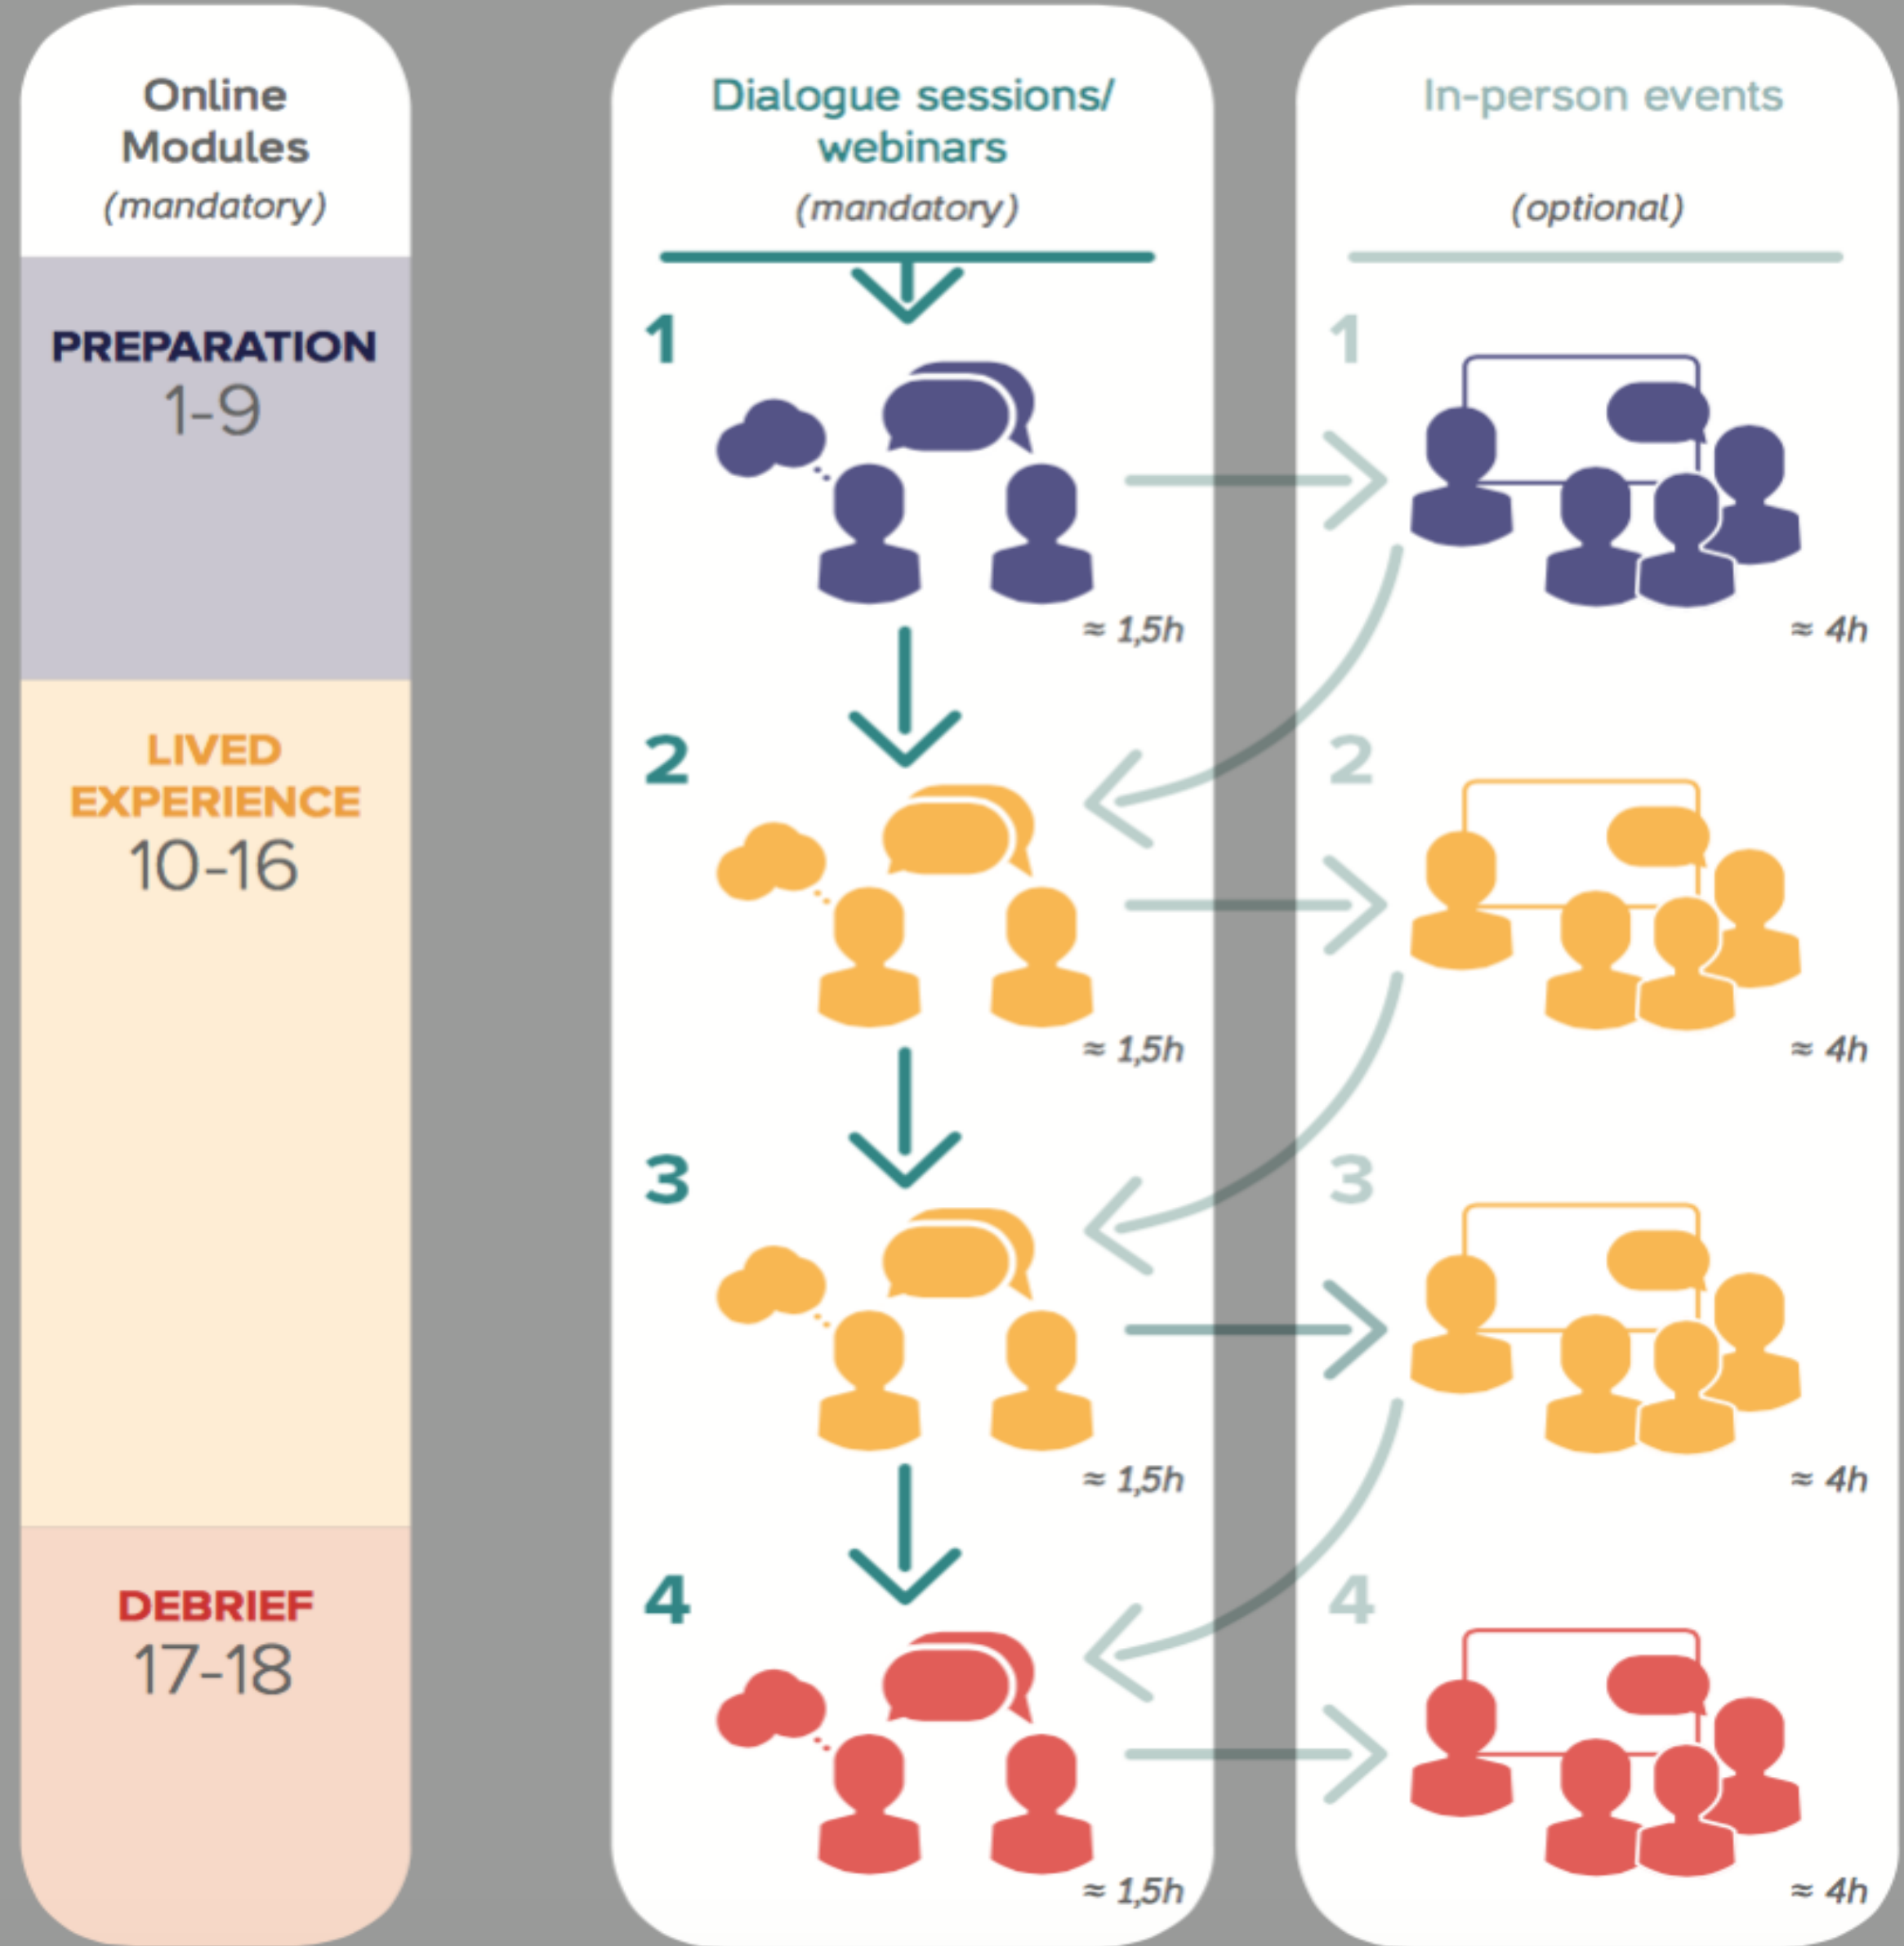 Online
Modules
(mandatory)
PREPARATION
1-9
LIVED
EXPERIENCE
10-16
DEBRIEF
17-18
Dialogue sessions/
webinars
(mandatory)
1
≈ 1,5h
2
≈ 1,5h
3
≈ 1,5h
4
≈ 1,5h
In-person events
(optional)
1
≈ 4h
2
≈ 4h
3
≈ 4h
4
≈ 4h